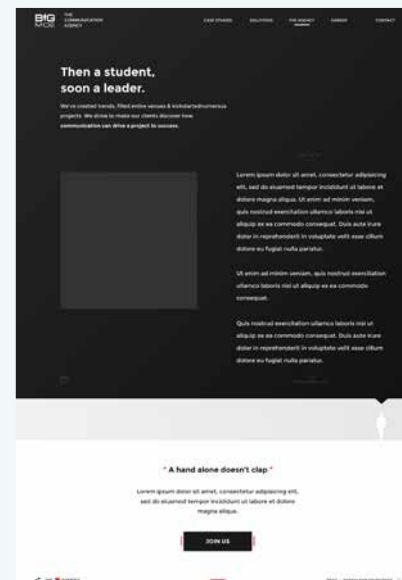 BIG
MICE
THE
COMMUNICATION
AGENCY
CASE STUDIES
SOLUTIONS
THE AGENCY
CAREER
CONTACT
Then a student,
soon a leader.
We've created trends, filled entire venues & kickstartednumerous
projects. We strive to make our clients discover how
communication can drive a project to success.
Lorem ipsum dolor sit amet, consectetur adipisicing
elit, sed do eiusmod tempor incididunt ut labore et
dolore magna aliqua. Ut enim ad minim veniam,
quis nostrud exercitation ullamco laboris nisi ut
aliquip ex ea commodo consequat. Duis aute irure
dolor in reprehenderit in voluptate velit esse cillum
dolore eu fugiat nulla pariatur.
Ut enim ad minim veniam, quis nostrud exercitation
ullamco laboris nisi ut aliquip ex ea commodo
consequat.
Quis nostrud exercitation ullamco laboris nisi ut
aliquip ex ea commodo consequat. Duis aute irure
dolor in reprehenderit in voluptate velit esse cillum
dolore eu fugiat nulla pariatur.
" A hand alone doesn't clap "
Lorem ipsum dolor sit amet, consectetur adipisicing elit,
sed do eiusmod tempor incididunt ut labore et dolore
magna aliqua.
JOIN US